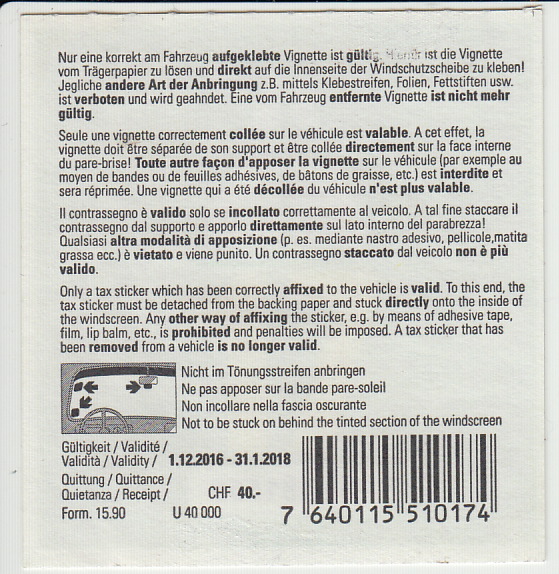 Nur eine korrekt am Fahrzeug aufgeklebte Vignette ist gültig. ist die Vignette
vom Trägerpapier zu lösen und direkt auf die Innenseite der Windschutzscheibe zu kleben!
Jegliche andere Art der Anbringung z.B. mittels Klebestreifen, Folien, Fettstiften usw.
ist verboten und wird geahndet. Eine vom Fahrzeug entfernte Vignette ist nicht mehr
gültig.
Seule une vignette correctement collée sur le véhicule est valable. A cet effet, la
vignette doit être séparée de son support et être collée directement sur la face interne
du pare-brise! Toute autre façon d'apposer la vignette sur le véhicule (par exemple au
moyen de bandes ou de feuilles adhésives, de bâtons de graisse, etc.) est interdite et
sera réprimée. Une vignette qui a été décollée du véhicule n'est plus valable.
Il contrassegno è valido solo se incollato correttamente al veicolo. A tal fine staccare il
contrassegno dal supporto e apporlo direttamente sul lato interno del parabrezza!
Qualsiasi altra modalità di apposizione (p. es. mediante nastro adesivo, pellicole,matita
grassa ecc.) è vietato e viene punito. Un contrassegno staccato dal veicolo non è più
valido.
Only a tax sticker which has been correctly affixed to the vehicle is valid. To this end, the
tax sticker must be detached from the backing paper and stuck directly onto the inside of
the windscreen. Any other way of affixing the sticker, e.g. by means of adhesive tape,
film, lip balm, etc., is prohibited and penalties will be imposed. A tax sticker that has
been removed from a vehicle is no longer valid.
Nicht im Tönungsstreifen anbringen
Ne pas apposer sur la bande pare-soleil
Non incollare nella fascia oscurante
Not to be stuck on behind the tinted section of the windscreen
Gültigkeit / Validité /
Validità / Validity / 1.12.2016 - 31.1.2018
Quittung / Quittance /
Quietanza / Receipt / CHF 40.-
Form. 15.90 U 40 000
7 640115 510174